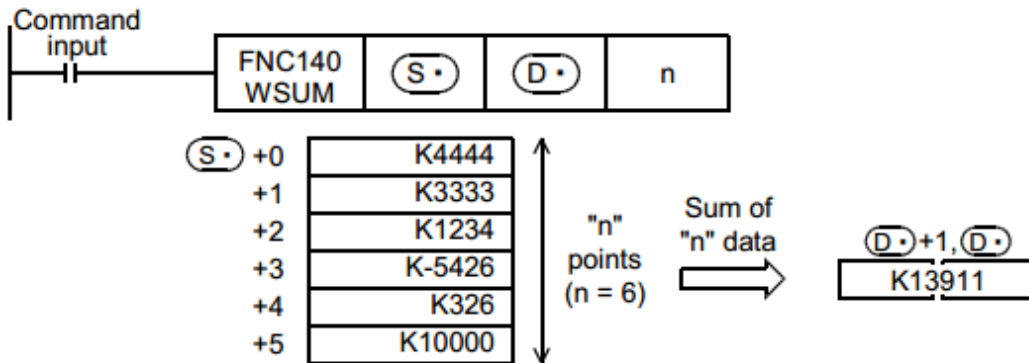 Command
input
FNC140 WSUM S· D· n
S· +0 K4444
+1 K3333
+2 K1234
+3 K-5426
+4 K326
+5 K10000
"n"
points
(n = 6)
Sum of
"n" data
D·+1, D·
K13911